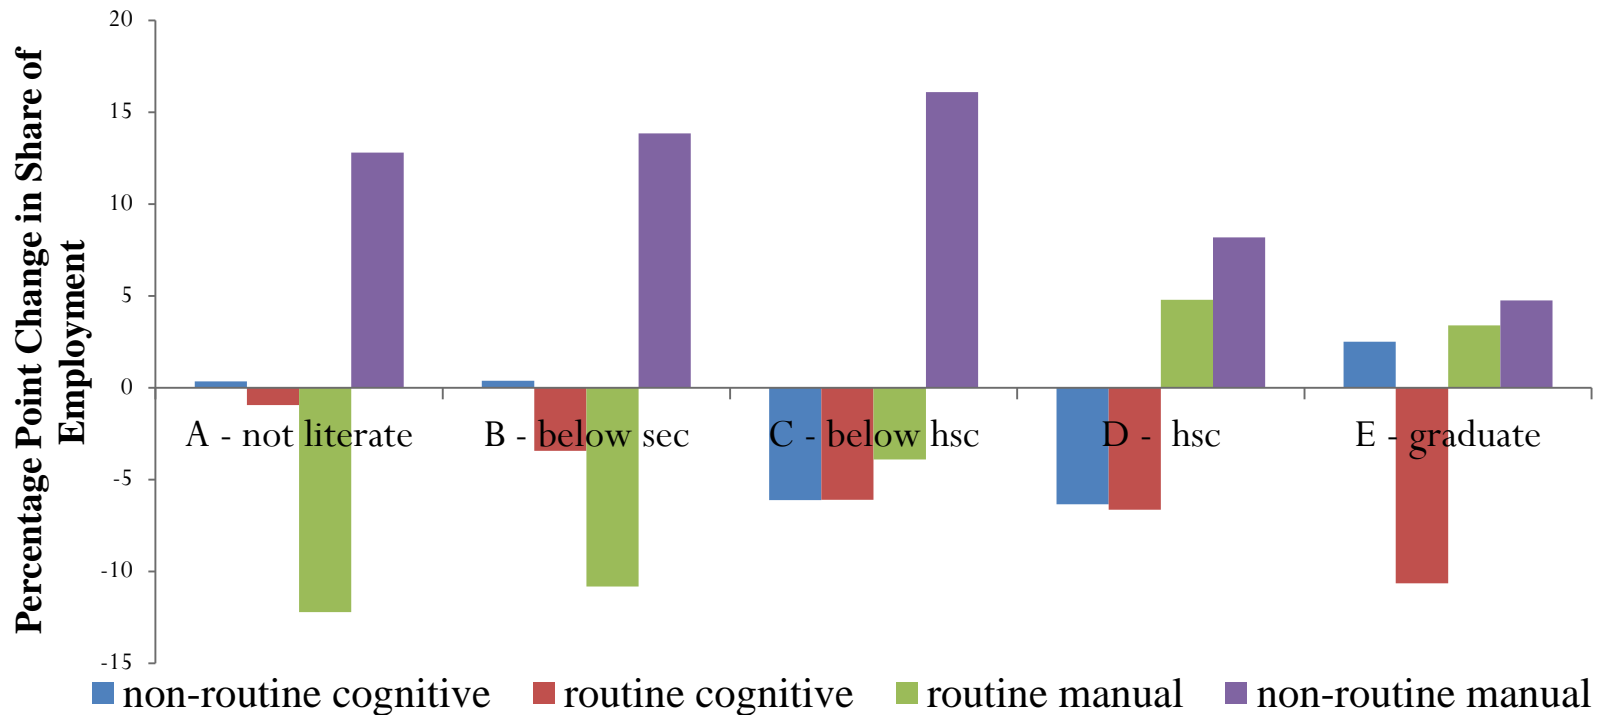 Percentage Point Change in Share of
Employment
20
15
10
5
0
-5
-10
-15
A - not literate
B - below sec
C - below hsc
D - hsc
E - graduate
non-routine cognitive
routine cognitive
routine manual
non-routine manual